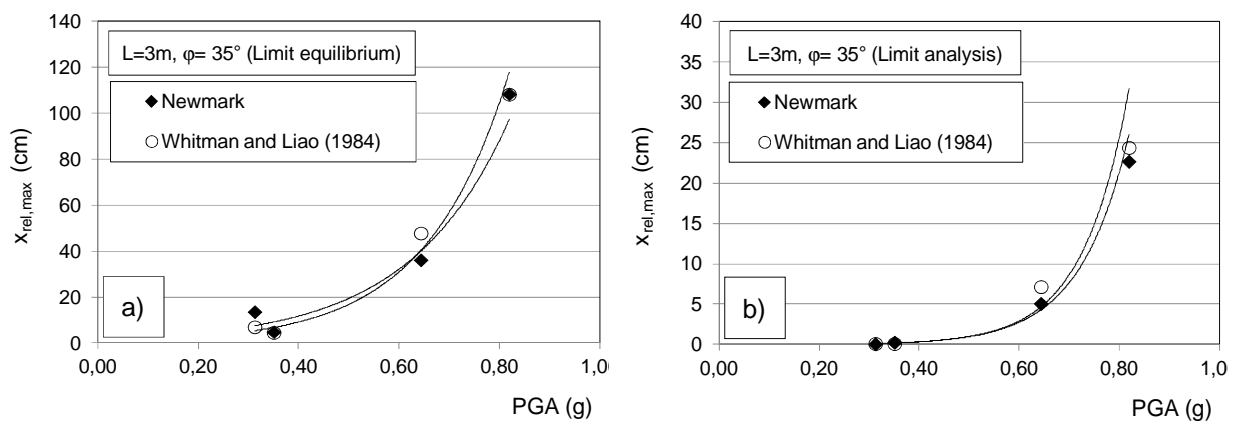 140
120
100
80
60
40
20
0
x_rel,max (cm)
L=3m, φ= 35° (Limit equilibrium)
Newmark
Whitman and Liao (1984)
a)
0,00 0,20 0,40 0,60 0,80 1,0
PGA (g)
40
35
30
25
20
15
10
5
0
x_rel,max (cm)
L=3m, φ= 35° (Limit analysis)
Newmark
Whitman and Liao (1984)
b)
0,00 0,20 0,40 0,60 0,80 1,0
PGA (g)